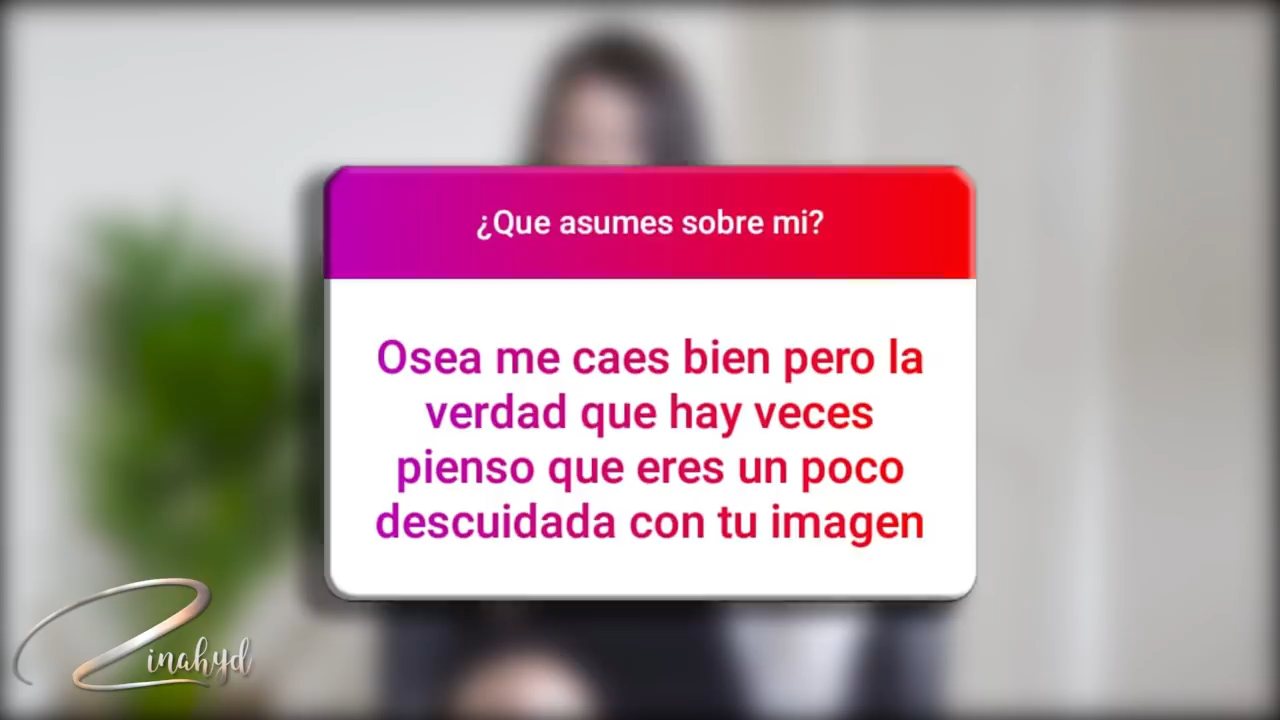 ¿Que asumes sobre mi?
Osea me caes bien pero la
verdad que hay veces
pienso que eres un poco
descuidada con tu imagen
Zinahyd